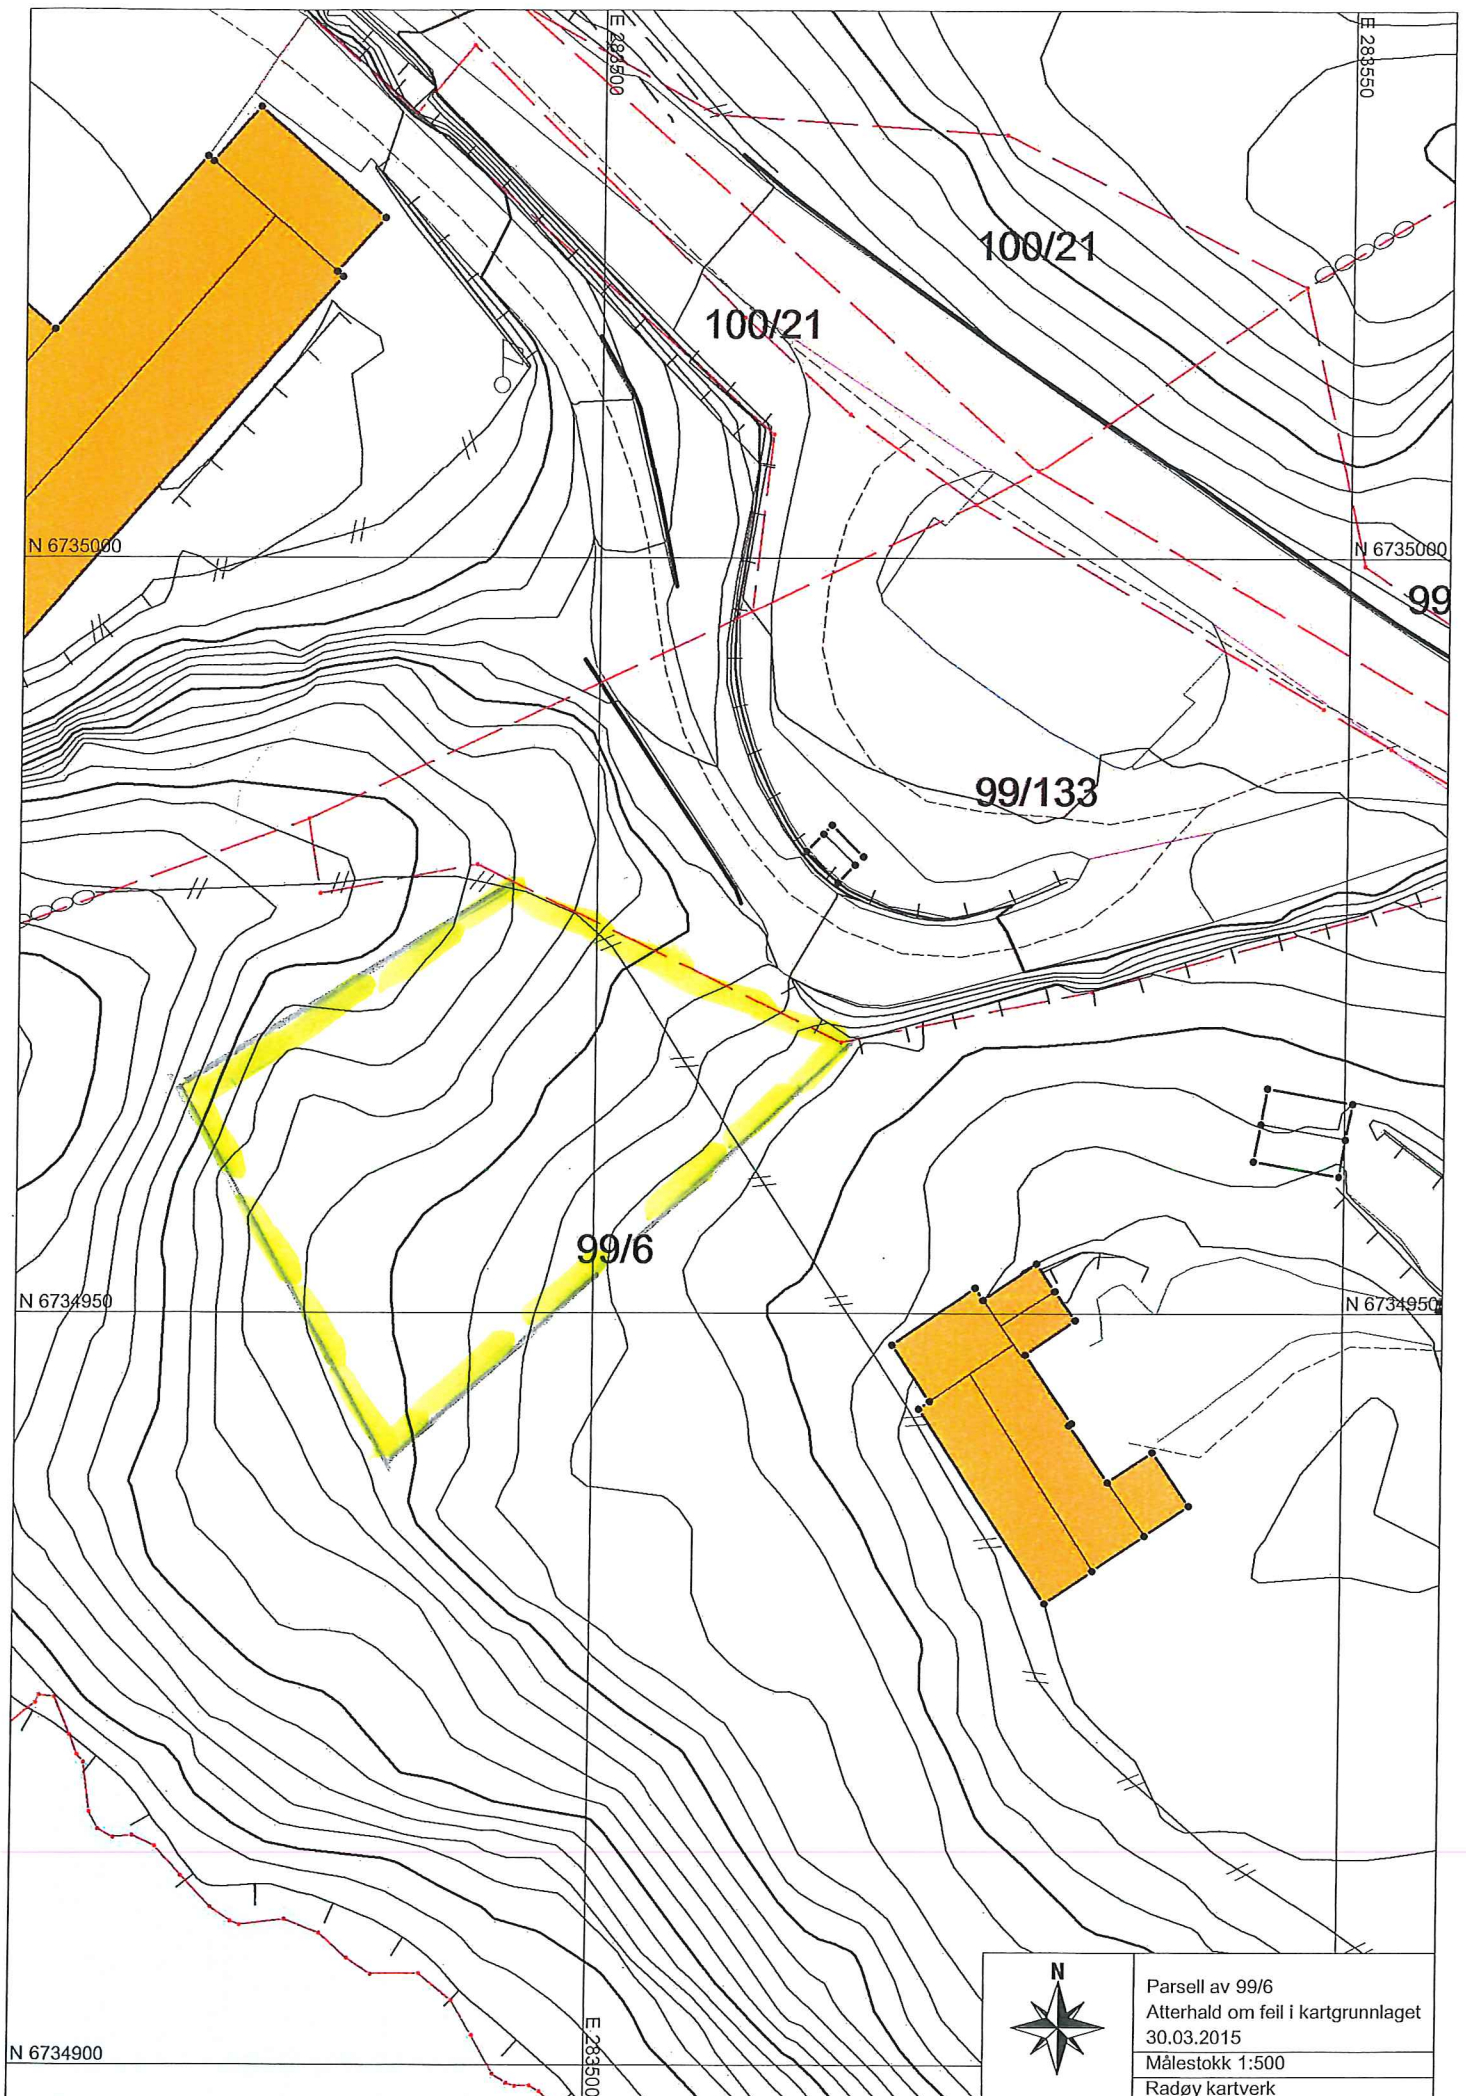 E 283500
E 283550
100/21
100/21
N 6735000
N 6735000
99
99/133
99/6
N 6734950
N 6734950
N
Parsell av 99/6
Atterhald om feil i kartgrunnlaget
30.03.2015
Målestokk 1:500
Radøy kartverk
N 6734900
E 283500